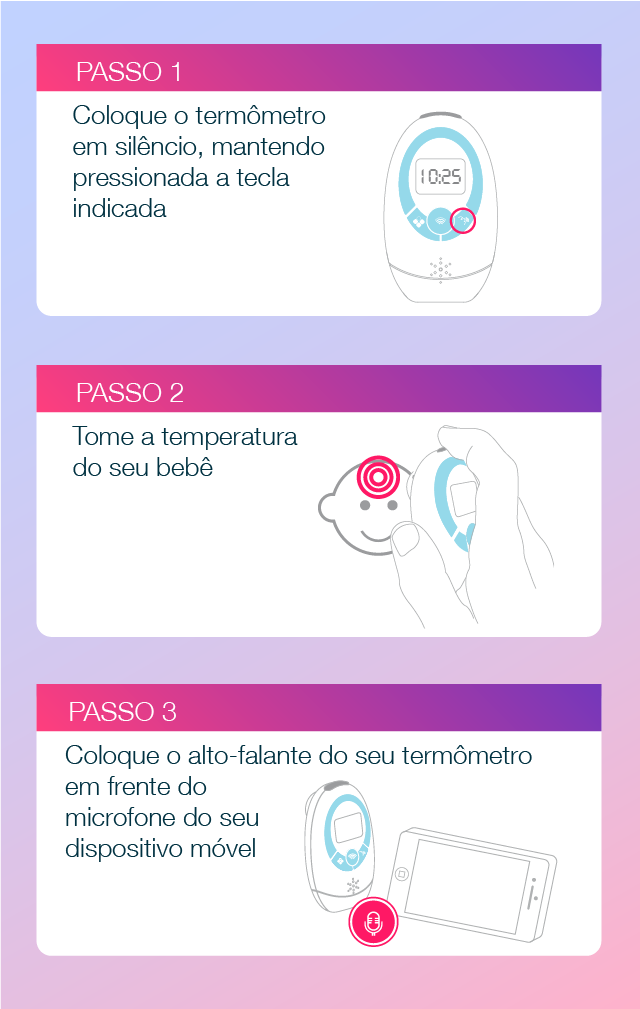 PASSO 1
Coloque o termômetro
em silêncio, mantendo
pressionada a tecla
indicada
10:25
PASSO 2
Tome a temperatura
do seu bebê
PASSO 3
Coloque o alto-falante do seu termômetro
em frente do
microfone do seu
dispositivo móvel